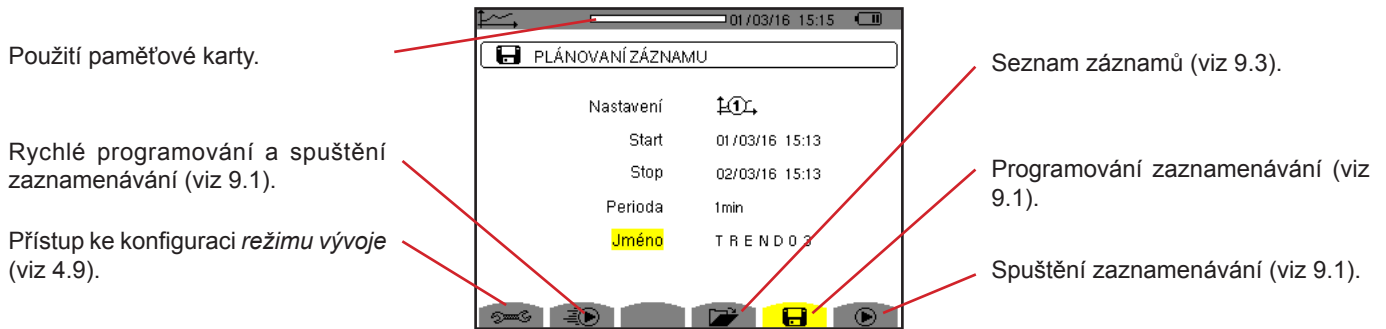 Použití paměťové karty.
Rychlé programování a spuštění
zaznamenávání (viz 9.1).
Přístup ke konfiguraci režimu vývoje
(viz 4.9).
01/03/16 15:15
PLÁNOVANÍ ZÁZNAMU
Nastavení 1
Start 01/03/16 15:13
Stop 02/03/16 15:13
Perioda 1min
Jméno TREND03
Seznam záznamů (viz 9.3).
Programování zaznamenávání (viz
9.1).
Spuštění zaznamenávání (viz 9.1).